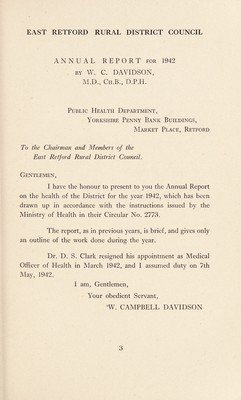 EAST RETFORD RURAL DISTRICT COUNCIL
ANNUAL REPORT FOR 1942
BY W. C. DAVIDSON,
M.D., CH.B., D.P.H.
PUBLIC HEALTH DEPARTMENT,
YORKSHIRE PENNY BANK BUILDINGS,
MARKET PLACE, RETFORD
To the Chairman and Members of the
East Retford Rural District Council.
GENTLEMEN,
I have the honour to present to you the Annual Report
on the health of the District for the year 1942, which has been
drawn up in accordance with the instructions issued by the
Ministry of Health in their Circular No. 2773.
The report, as in previous years, is brief, and gives only
an outline of the work done during the year.
Dr. D. S. Clark resigned his appointment as Medical
Officer of Health in March 1942, and I assumed duty on 7th
May, 1942.
I am, Gentlemen,
Your obedient Servant,
'W. CAMPBELL DAVIDSON
3